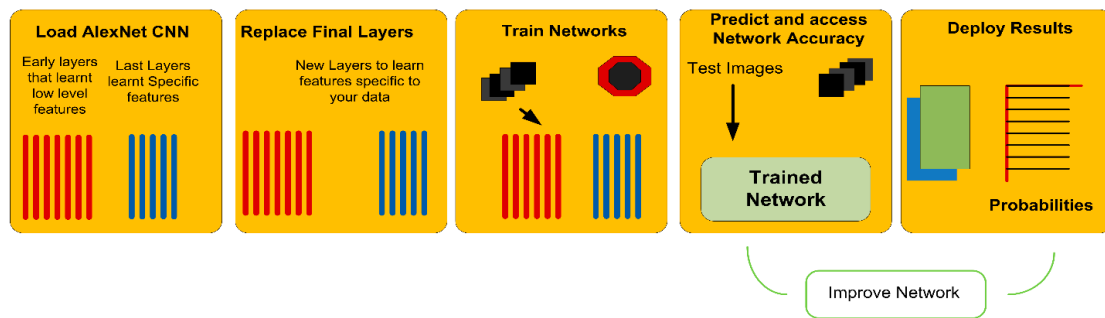 Load AlexNet CNN
Early layers
that learnt
low level
features
Last Layers
learnt Specific
features
Replace Final Layers
New Layers to learn
features specific to
your data
Train Networks
Predict and access
Network Accuracy
Test Images
Trained
Network
Deploy Results
Probabilities
Improve Network